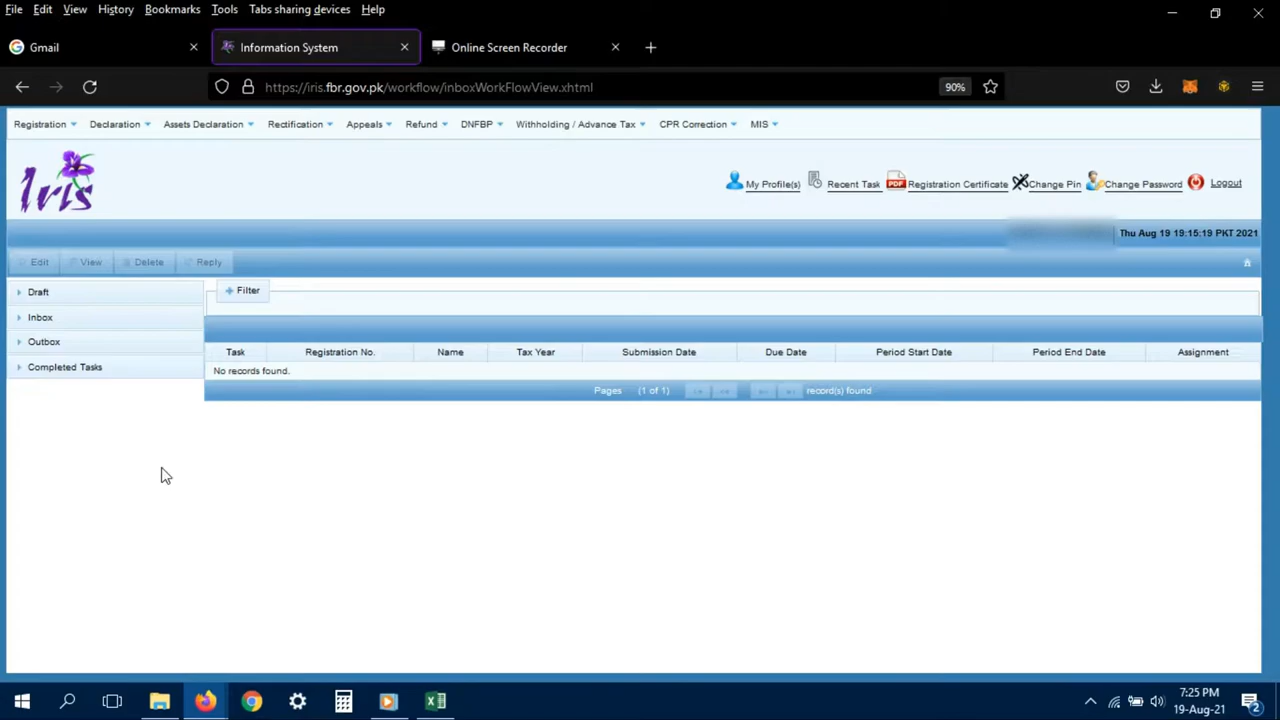 File Edit View History Bookmarks Tools Tabs sharing devices Help
Gmail Information System Online Screen Recorder
https://iris.fbr.gov.pk/workflow/inboxWorkFlowView.xhtml 90%
Registration Declaration Assets Declaration Rectification Appeals Refund DNFBP Withholding / Advance Tax CPR Correction MIS
Iris
My Profile(s) Recent Task PDF Registration Certificate Change Pin Change Password Logout
Thu Aug 19 19:15:19 PKT 2021
Edit View Delete Reply
Draft
Filter
Inbox
Outbox
Task Registration No. Name Tax Year Submission Date Due Date Period Start Date Period End Date Assignment
Completed Tasks
No records found.
Pages (1 of 1) record(s) found
7:25 PM
19-Aug-21
2